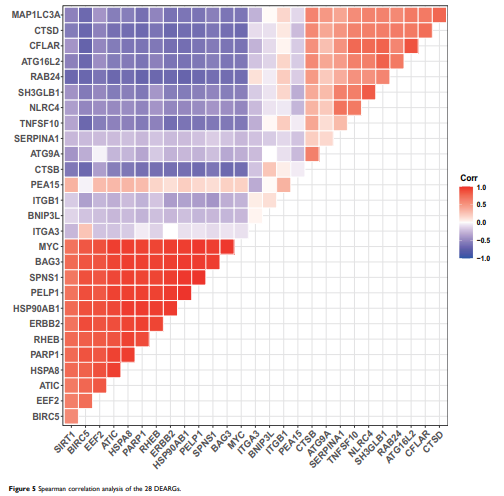 MAP1LC3A
CTSD
CFLAR
ATG16L2
RAB24
SH3GLB1
NLRC4
TNFSF10
SERPINA1
ATG9A
CTSB
PEA15
ITGB1
BNIP3L
ITGA3
MYC
BAG3
SPNS1
PELP1
HSP90AB1
ERBB2
RHEB
PARP1
HSPA8
ATIC
EEF2
BIRC5
Corr
1.0
0.5
0.0
−0.5
−1.0
SIRT1
BIRC5
EEF2
ATIC
HSPA8
PARP1
RHEB
ERBB2
HSP90AB1
PELP1
SPNS1
BAG3
MYC
ITGA3
BNIP3L
ITGB1
PEA15
CTSB
ATG9A
SERPINA1
TNFSF10
NLRC4
SH3GLB1
RAB24
ATG16L2
CFLAR
CTSD
Figure 5 Spearman correlation analysis of the 28 DEARGs.